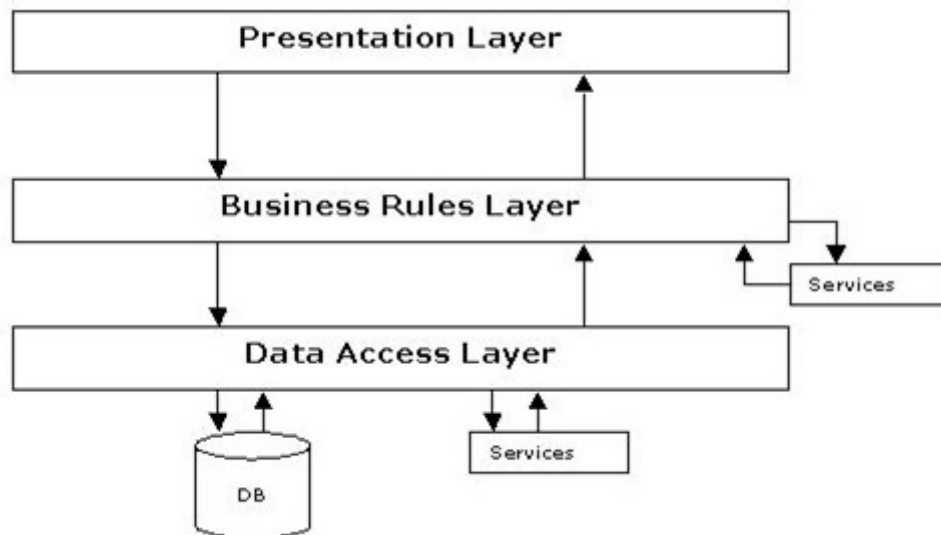 Presentation Layer
Business Rules Layer
Services
Data Access Layer
Services
DB